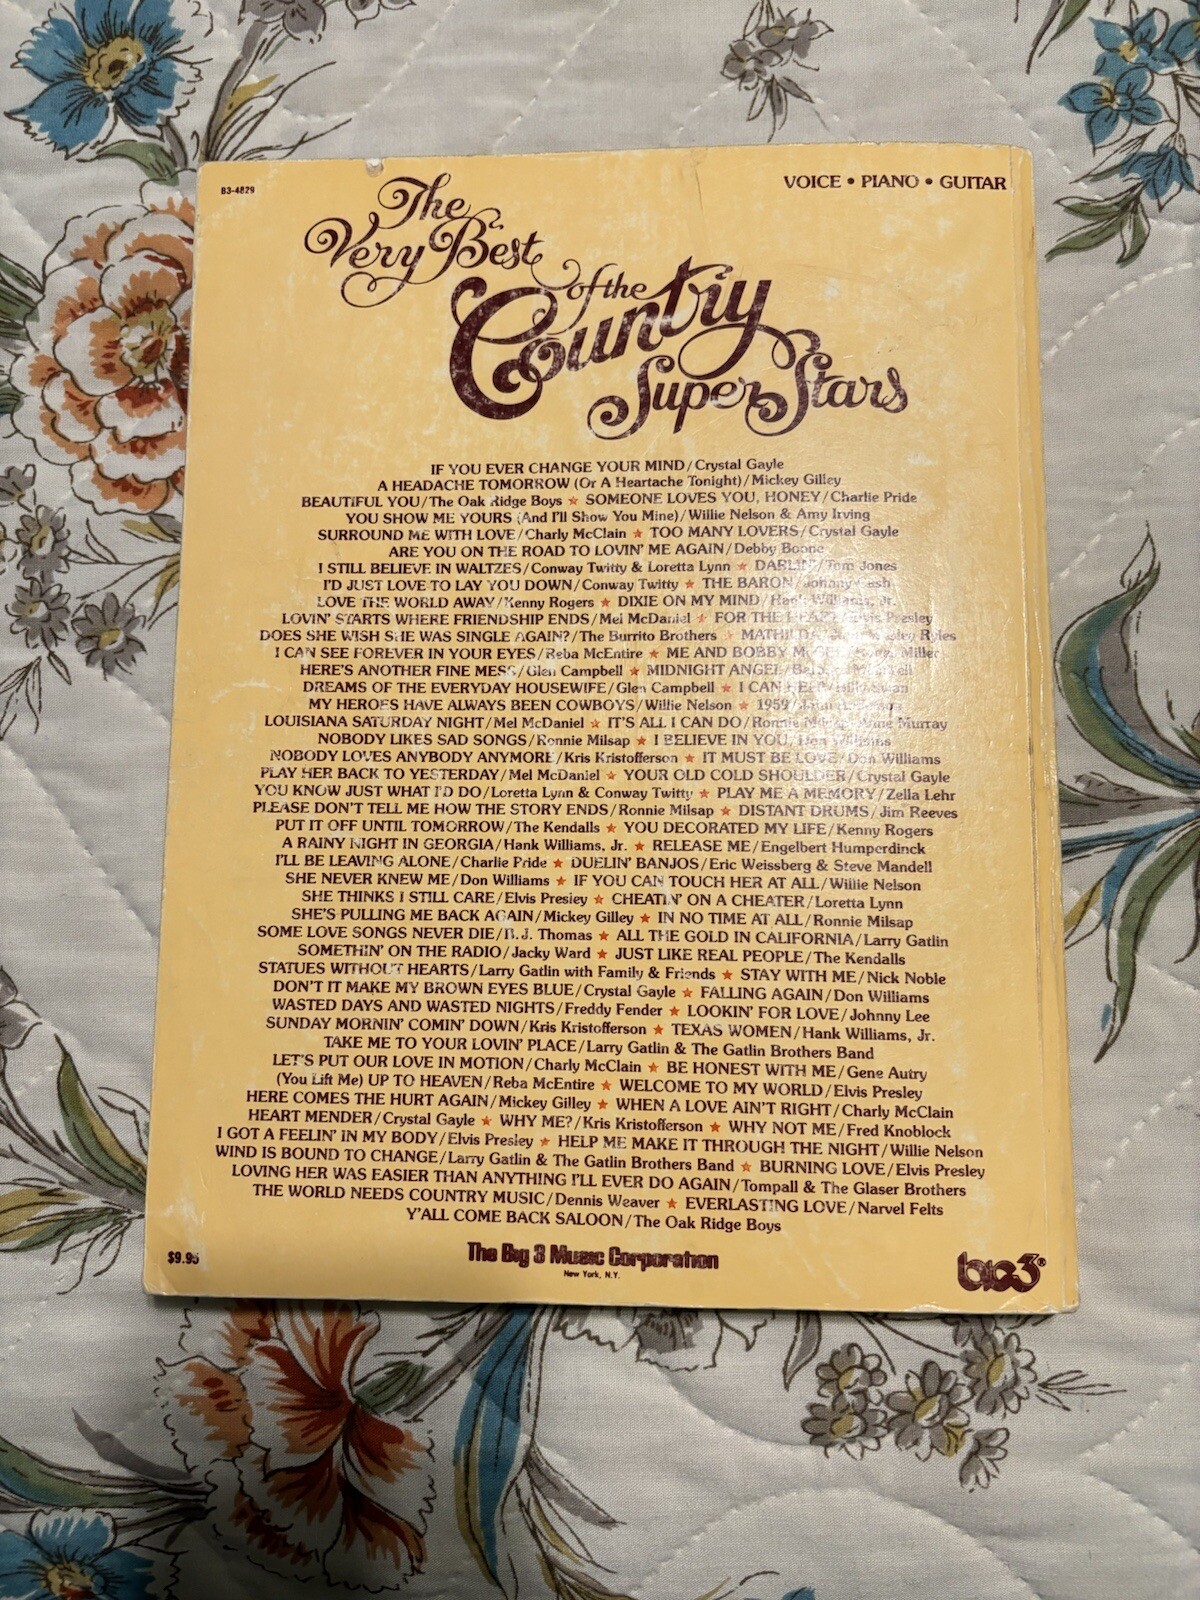 B3-4829
VOICE • PIANO • GUITAR
The
Very Best
of the
Country
Super Stars
IF YOU EVER CHANGE YOUR MIND/Crystal Gayle
A HEADACHE TOMORROW (Or A Heartache Tonight)/Mickey Gilley
BEAUTIFUL YOU/The Oak Ridge Boys ★ SOMEONE LOVES YOU, HONEY/Charlie Pride
YOU SHOW ME YOURS (And I'll Show You Mine)/Willie Nelson & Amy Irving
SURROUND ME WITH LOVE/Charly McClain ★ TOO MANY LOVERS/Crystal Gayle
ARE YOU ON THE ROAD TO LOVIN' ME AGAIN/Debby Boone
I STILL BELIEVE IN WALTZES/Conway Twitty & Loretta Lynn ★ DARLIN'/Tom Jones
I'D JUST LOVE TO LAY YOU DOWN/Conway Twitty ★ THE BARON/Johnny Cash
LOVE THE WORLD AWAY/Kenny Rogers ★ DIXIE ON MY MIND/Hank Williams, Jr.
LOVIN' STARTS WHERE FRIENDSHIP ENDS/Mel McDaniel ★ FOR THE Elvis Presley
DOES SHE WISH SHE WAS SINGLE AGAIN?/The Burrito Brothers ★ MATHILDA Ryles
I CAN SEE FOREVER IN YOUR EYES/Reba McEntire ★ ME AND BOBBY Miller
HERE'S ANOTHER FINE MESS/Glen Campbell ★ MIDNIGHT ANGEL/
DREAMS OF THE EVERYDAY HOUSEWIFE/Glen Campbell ★ I CAN Swan
MY HEROES HAVE ALWAYS BEEN COWBOYS/Willie Nelson ★ 1959/
LOUISIANA SATURDAY NIGHT/Mel McDaniel ★ IT'S ALL I CAN DO/ Murray
NOBODY LIKES SAD SONGS/Ronnie Milsap ★ I BELIEVE IN YOU/Don Williams
NOBODY LOVES ANYBODY ANYMORE/Kris Kristofferson ★ IT MUST BE LOVE/Don Williams
PLAY HER BACK TO YESTERDAY/Mel McDaniel ★ YOUR OLD COLD SHOULDER/Crystal Gayle
YOU KNOW JUST WHAT I'D DO/Loretta Lynn & Conway Twitty ★ PLAY ME A MEMORY/Zella Lehr
PLEASE DON'T TELL ME HOW THE STORY ENDS/Ronnie Milsap ★ DISTANT DRUMS/Jim Reeves
PUT IT OFF UNTIL TOMORROW/The Kendalls ★ YOU DECORATED MY LIFE/Kenny Rogers
A RAINY NIGHT IN GEORGIA/Hank Williams, Jr. ★ RELEASE ME/Engelbert Humperdinck
I'LL BE LEAVING ALONE/Charlie Pride ★ DUELIN' BANJOS/Eric Weissberg & Steve Mandell
SHE NEVER KNEW ME/Don Williams ★ IF YOU CAN TOUCH HER AT ALL/Willie Nelson
SHE THINKS I STILL CARE/Elvis Presley ★ CHEATIN' ON A CHEATER/Loretta Lynn
SHE'S PULLING ME BACK AGAIN/Mickey Gilley ★ IN NO TIME AT ALL/Ronnie Milsap
SOME LOVE SONGS NEVER DIE/B.J. Thomas ★ ALL THE GOLD IN CALIFORNIA/Larry Gatlin
SOMETHIN' ON THE RADIO/Jacky Ward ★ JUST LIKE REAL PEOPLE/The Kendalls
STATUES WITHOUT HEARTS/Larry Gatlin with Family & Friends ★ STAY WITH ME/Nick Noble
DON'T IT MAKE MY BROWN EYES BLUE/Crystal Gayle ★ FALLING AGAIN/Don Williams
WASTED DAYS AND WASTED NIGHTS/Freddy Fender ★ LOOKIN' FOR LOVE/Johnny Lee
SUNDAY MORNIN' COMIN' DOWN/Kris Kristofferson ★ TEXAS WOMEN/Hank Williams, Jr.
TAKE ME TO YOUR LOVIN' PLACE/Larry Gatlin & The Gatlin Brothers Band
LET'S PUT OUR LOVE IN MOTION/Charly McClain ★ BE HONEST WITH ME/Gene Autry
(You Lift Me) UP TO HEAVEN/Reba McEntire ★ WELCOME TO MY WORLD/Elvis Presley
HERE COMES THE HURT AGAIN/Mickey Gilley ★ WHEN A LOVE AIN'T RIGHT/Charly McClain
HEART MENDER/Crystal Gayle ★ WHY ME?/Kris Kristofferson ★ WHY NOT ME/Fred Knoblock
I GOT A FEELIN' IN MY BODY/Elvis Presley ★ HELP ME MAKE IT THROUGH THE NIGHT/Willie Nelson
WIND IS BOUND TO CHANGE/Larry Gatlin & The Gatlin Brothers Band ★ BURNING LOVE/Elvis Presley
LOVING HER WAS EASIER THAN ANYTHING I'LL EVER DO AGAIN/Tompall & The Glaser Brothers
THE WORLD NEEDS COUNTRY MUSIC/Dennis Weaver ★ EVERLASTING LOVE/Narvel Felts
Y'ALL COME BACK SALOON/The Oak Ridge Boys
$9.95
The Big 3 Music Corporation
New York, N.Y.
big3®